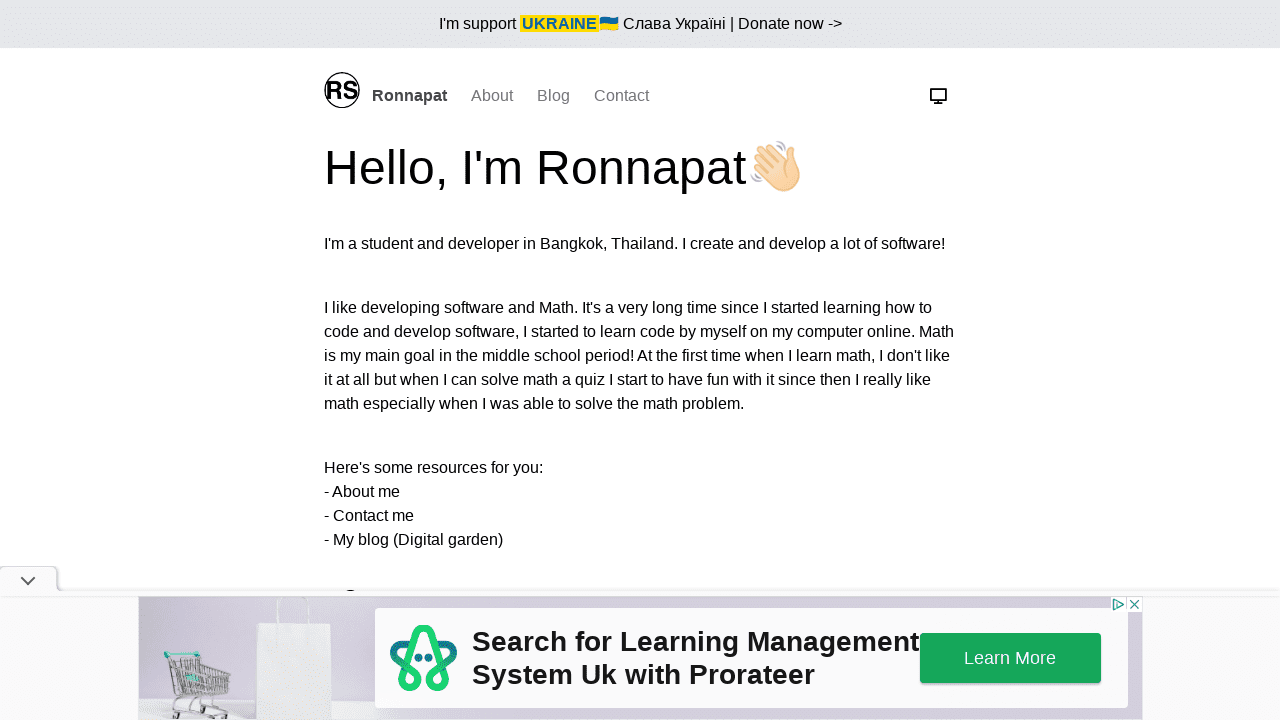 I'm support UKRAINE🇺🇦 Слава Україні | Donate now ->
RS Ronnapat About Blog Contact
Hello, I'm Ronnapat👋🏻
I'm a student and developer in Bangkok, Thailand. I create and develop a lot of software!
I like developing software and Math. It's a very long time since I started learning how to
code and develop software, I started to learn code by myself on my computer online. Math
is my main goal in the middle school period! At the first time when I learn math, I don't like
it at all but when I can solve math a quiz I start to have fun with it since then I really like
math especially when I was able to solve the math problem.
Here's some resources for you:
- About me
- Contact me
- My blog (Digital garden)
Search for Learning Management
System Uk with Prorateer
Learn More